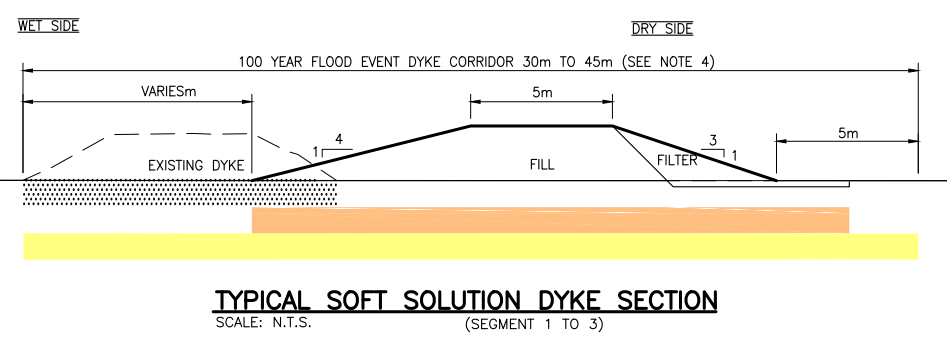 WET SIDE
DRY SIDE
100 YEAR FLOOD EVENT DYKE CORRIDOR 30m TO 45m (SEE NOTE 4)
VARIESm
5m
5m
4
1
3
1
EXISTING DYKE
FILL
FILTER
TYPICAL SOFT SOLUTION DYKE SECTION
SCALE: N.T.S.
(SEGMENT 1 TO 3)